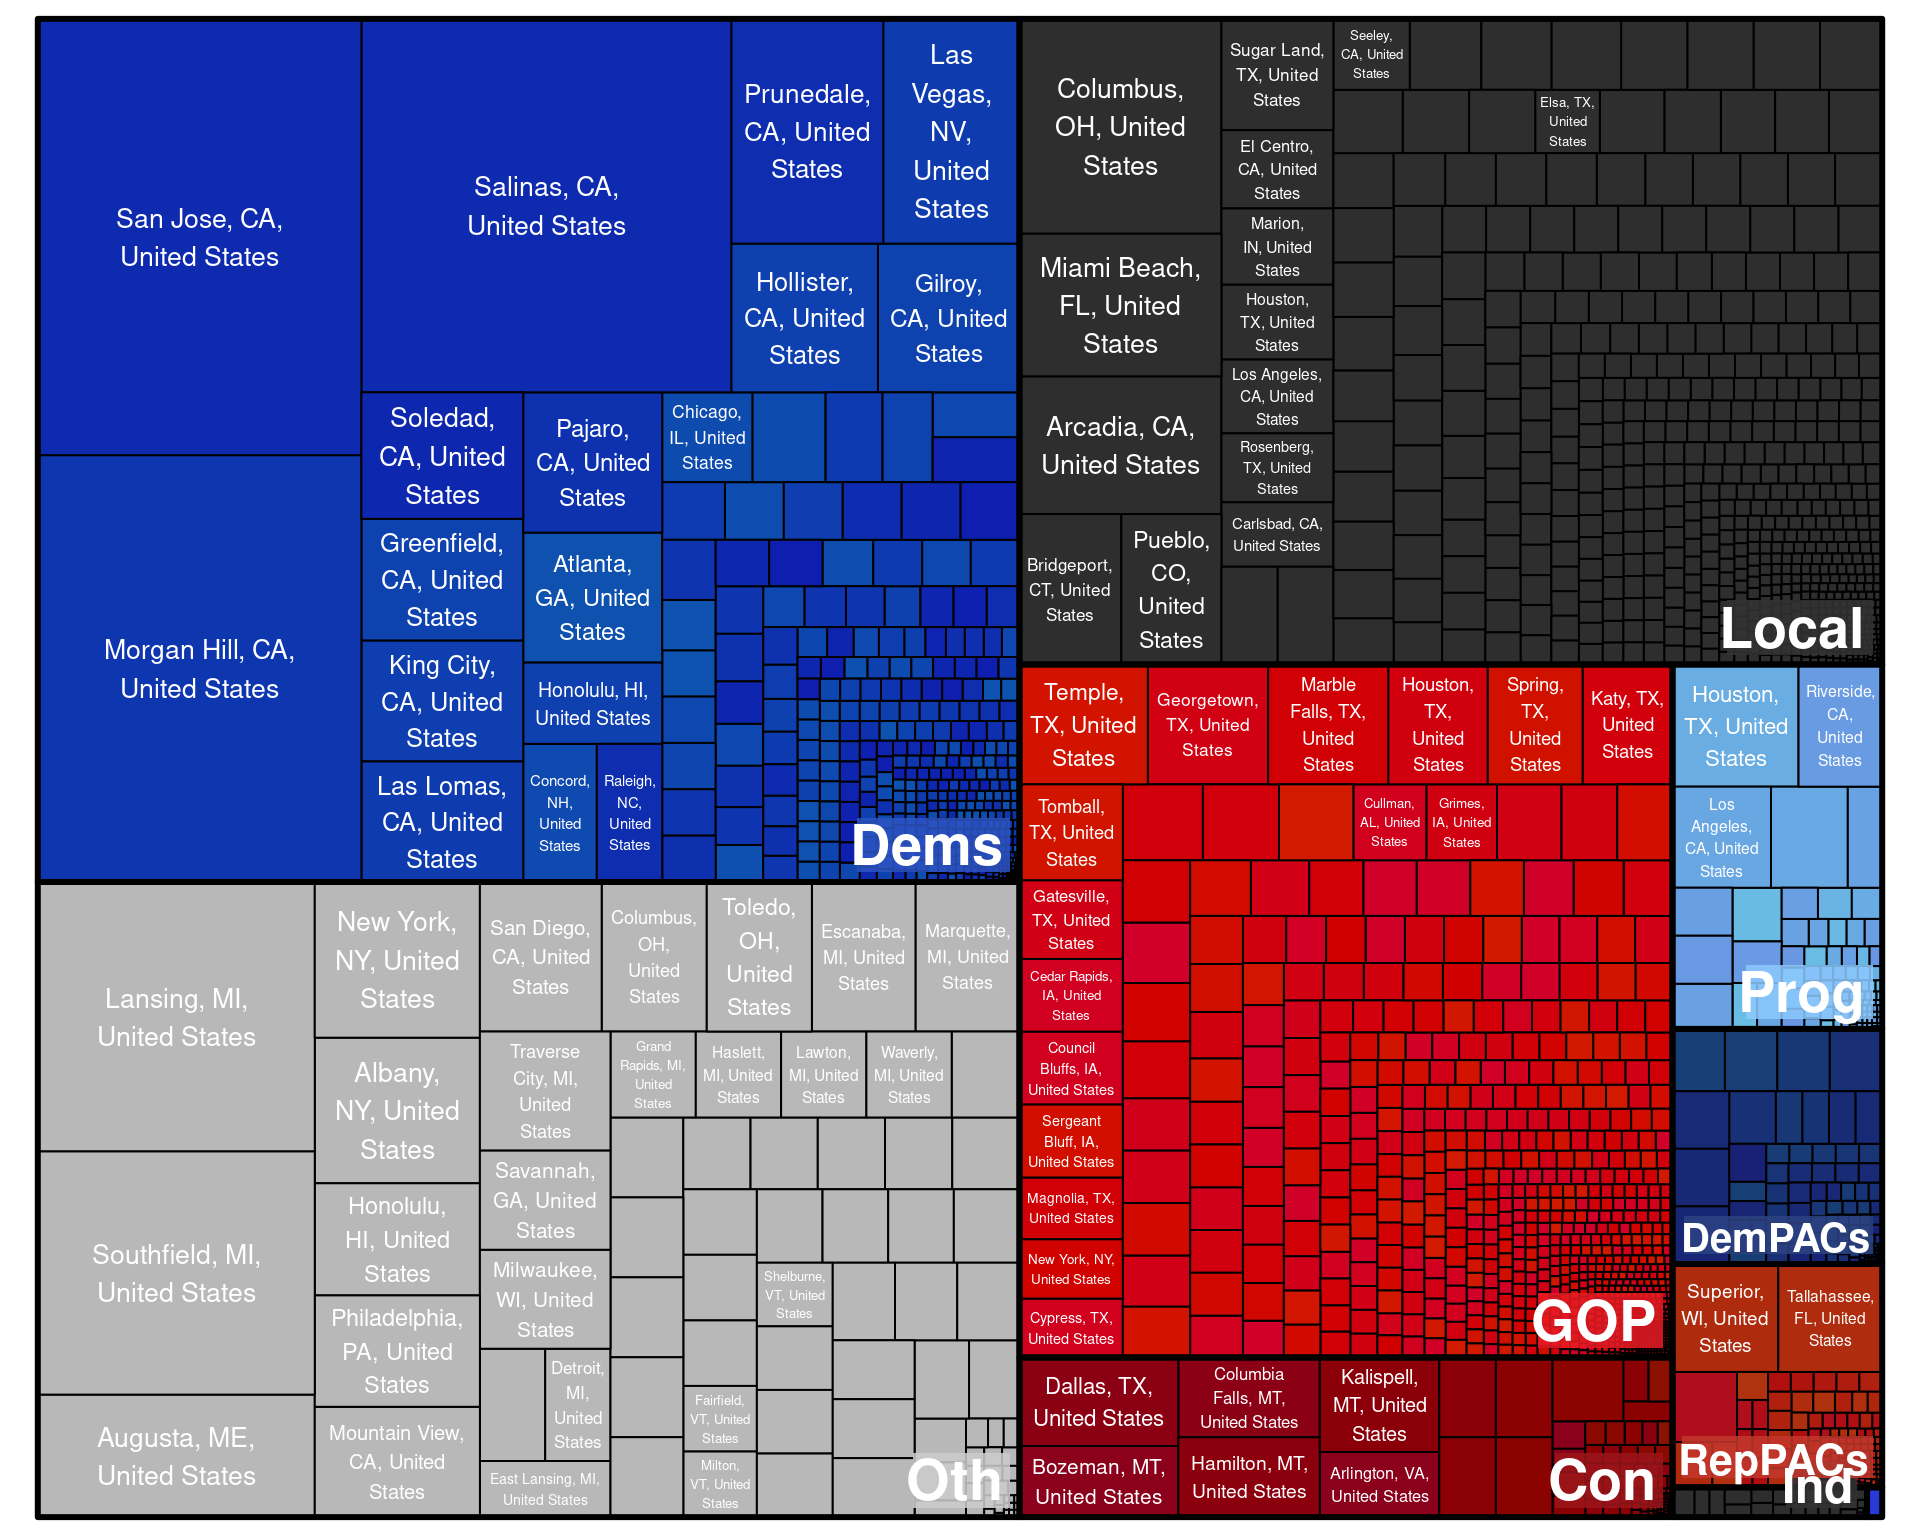 San Jose, CA,
United States
Morgan Hill, CA,
United States
Salinas, CA,
United States
Prunedale,
CA, United
States
Las
Vegas,
NV,
United
States
Hollister,
CA, United
States
Gilroy,
CA, United
States
Soledad,
CA, United
States
Greenfield,
CA, United
States
King City,
CA, United
States
Las Lomas,
CA, United
States
Pajaro,
CA, United
States
Atlanta,
GA, United
States
Honolulu, HI,
United States
Concord,
NH,
United
States
Raleigh,
NC,
United
States
Chicago,
IL, United
States
Dems
Columbus,
OH, United
States
Miami Beach,
FL, United
States
Arcadia, CA,
United States
Bridgeport,
CT, United
States
Pueblo,
CO,
United
States
Sugar Land,
TX, United
States
El Centro,
CA, United
States
Marion,
IN, United
States
Houston,
TX, United
States
Los Angeles,
CA, United
States
Rosenberg,
TX, United
States
Carlsbad, CA,
United States
Seeley,
CA, United
States
Elsa, TX,
United
States
Local
Lansing, MI,
United States
Southfield, MI,
United States
Augusta, ME,
United States
New York,
NY, United
States
Albany,
NY, United
States
Honolulu,
HI, United
States
Philadelphia,
PA, United
States
Mountain View,
CA, United
States
San Diego,
CA, United
States
Columbus,
OH,
United
States
Toledo,
OH,
United
States
Escanaba,
MI, United
States
Marquette,
MI, United
States
Traverse
City, MI,
United
States
Savannah,
GA, United
States
Milwaukee,
WI, United
States
Detroit,
MI,
United
States
East Lansing, MI,
United States
Grand
Rapids, MI,
United
States
Haslett,
MI, United
States
Lawton,
MI, United
States
Waverly,
MI, United
States
Shelburne,
VT, United
States
Fairfield,
VT, United
States
Milton,
VT, United
States
Oth
Temple,
TX, United
States
Georgetown,
TX, United
States
Marble
Falls, TX,
United
States
Houston,
TX,
United
States
Spring,
TX,
United
States
Katy, TX,
United
States
Tomball,
TX, United
States
Gatesville,
TX, United
States
Cedar Rapids,
IA, United
States
Council
Bluffs, IA,
United States
Sergeant
Bluff, IA,
United States
Magnolia, TX,
United States
New York, NY,
United States
Cypress, TX,
United States
Cullman,
AL, United
States
Grimes,
IA, United
States
GOP
Dallas, TX,
United States
Bozeman, MT,
United States
Columbia
Falls, MT,
United States
Hamilton, MT,
United States
Kalispell,
MT, United
States
Arlington, VA,
United States
Con
Houston,
TX, United
States
Riverside,
CA,
United
States
Los
Angeles,
CA, United
States
Prog
DemPACs
Superior,
WI, United
States
Tallahassee,
FL, United
States
RepPACs
Ind